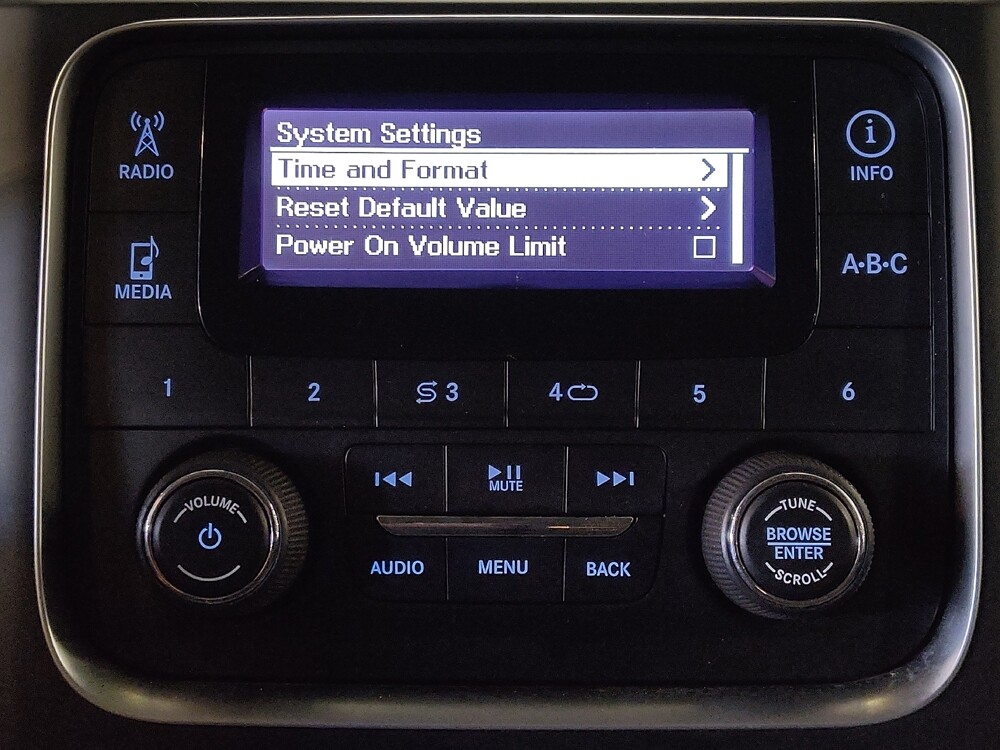 System Settings
Time and Format
Reset Default Value
Power On Volume Limit
RADIO
MEDIA
INFO
A·B·C
1
2
3
4
5
6
VOLUME
MUTE
AUDIO
MENU
BACK
TUNE
BROWSE
ENTER
SCROLL